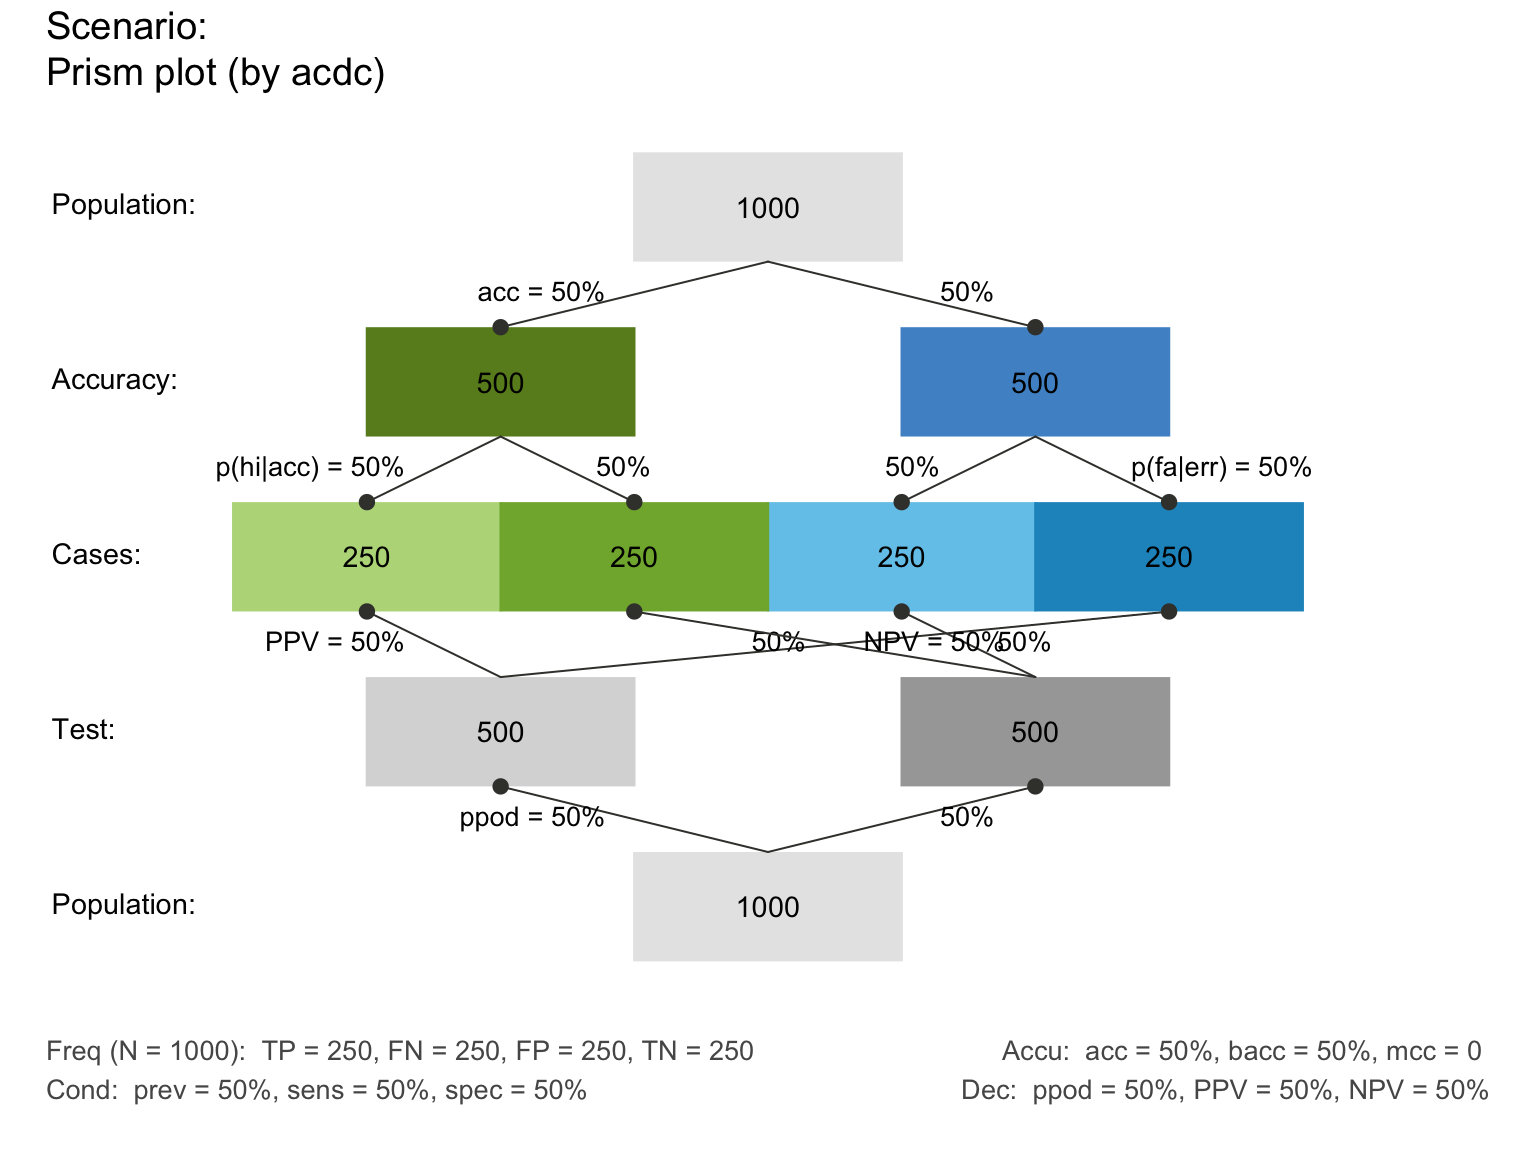 Scenario:
Prism plot (by acdc)
Population:
1000
acc = 50%
50%
Accuracy:
500
500
p(hi|acc) = 50%
50%
50%
p(fa|err) = 50%
Cases:
250
250
250
250
PPV = 50%
50%
NPV = 50%
50%
Test:
500
500
ppod = 50%
50%
Population:
1000
Freq (N = 1000):  TP = 250, FN = 250, FP = 250, TN = 250
Accu:  acc = 50%, bacc = 50%, mcc = 0
Cond:  prev = 50%, sens = 50%, spec = 50%
Dec:  ppod = 50%, PPV = 50%, NPV = 50%